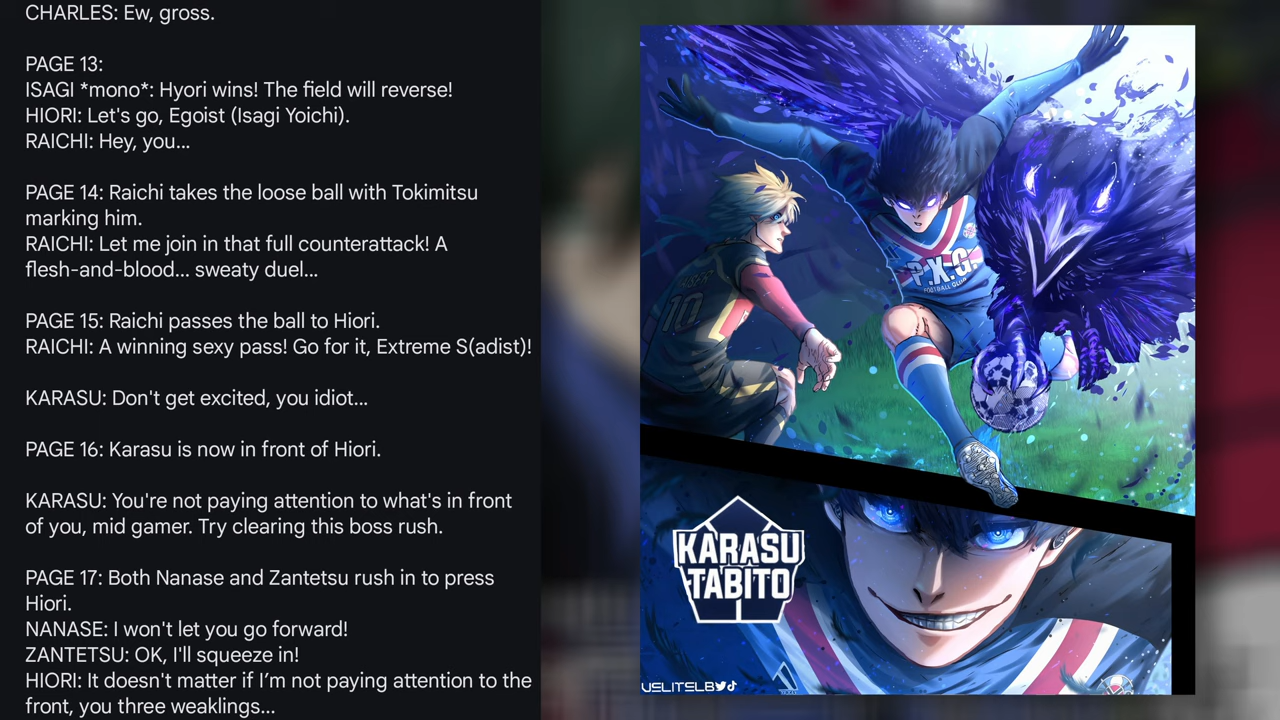 CHARLES: Ew, gross.
PAGE 13:
ISAGI *mono*: Hyori wins! The field will reverse!
HIORI: Let's go, Egoist (Isagi Yoichi).
RAICHI: Hey, you...
PAGE 14: Raichi takes the loose ball with Tokimitsu
marking him.
RAICHI: Let me join in that full counterattack! A
flesh-and-blood... sweaty duel...
PAGE 15: Raichi passes the ball to Hiori.
RAICHI: A winning sexy pass! Go for it, Extreme S(adist)!
KARASU: Don't get excited, you idiot...
PAGE 16: Karasu is now in front of Hiori.
KARASU: You're not paying attention to what's in front
of you, mid gamer. Try clearing this boss rush.
PAGE 17: Both Nanase and Zantetsu rush in to press
Hiori.
NANASE: I won't let you go forward!
ZANTETSU: OK, I'll squeeze in!
HIORI: It doesn't matter if I’m not paying attention to the
front, you three weaklings...
10
P.X.G.
FOOTBALL CLUB
KARASU
TABITO
VELITELB